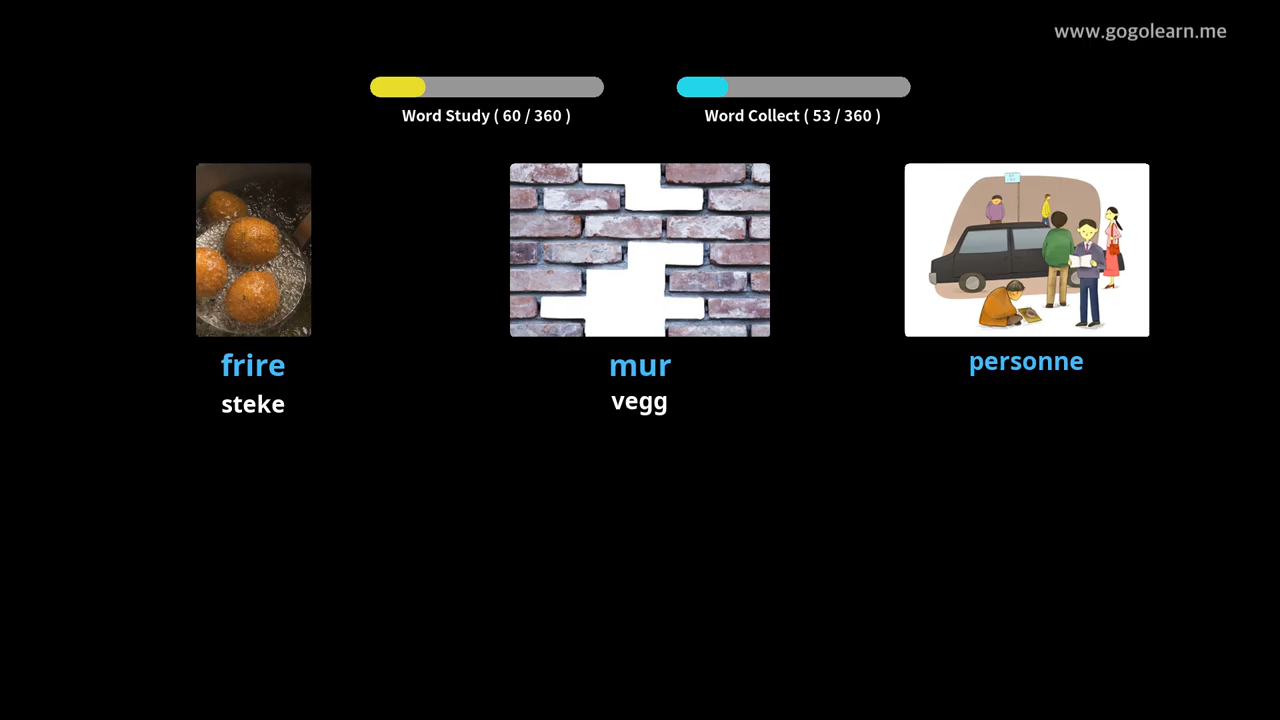 www.gogolearn.me
Word Study ( 60 / 360 )
Word Collect ( 53 / 360 )
frire
mur
personne
steke
vegg